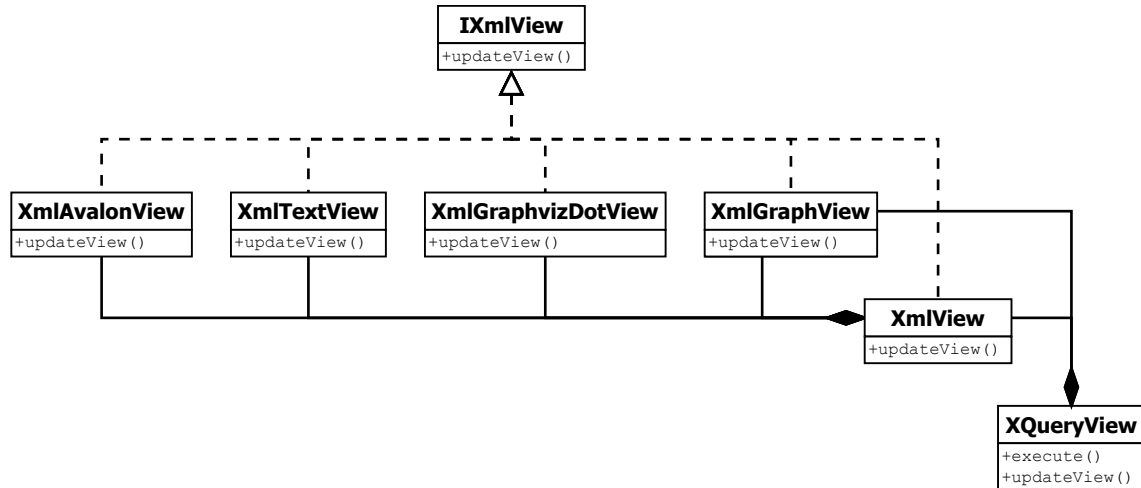 IXmlView
+updateView()
XmlAvalonView
+updateView()
XmlTextView
+updateView()
XmlGraphvizDotView
+updateView()
XmlGraphView
+updateView()
XmlView
+updateView()
XQueryView
+execute()
+updateView()